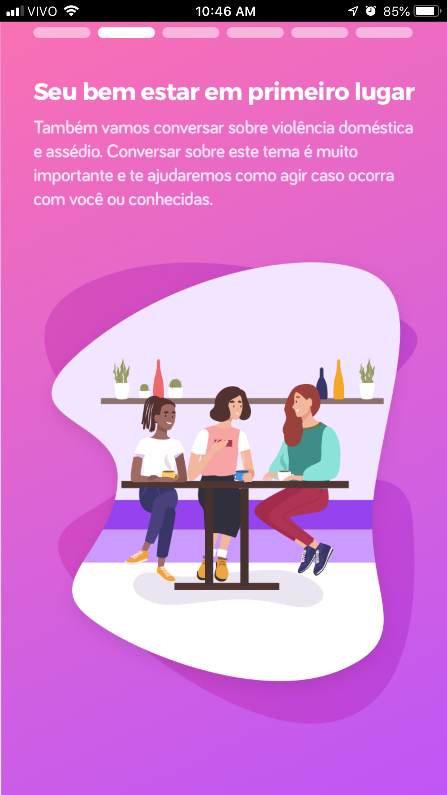 VIVO 10:46 AM 85%
Seu bem estar em primeiro lugar
Também vamos conversar sobre violência doméstica
e assédio. Conversar sobre este tema é muito
importante e te ajudaremos como agir caso ocorra
com você ou conhecidas.